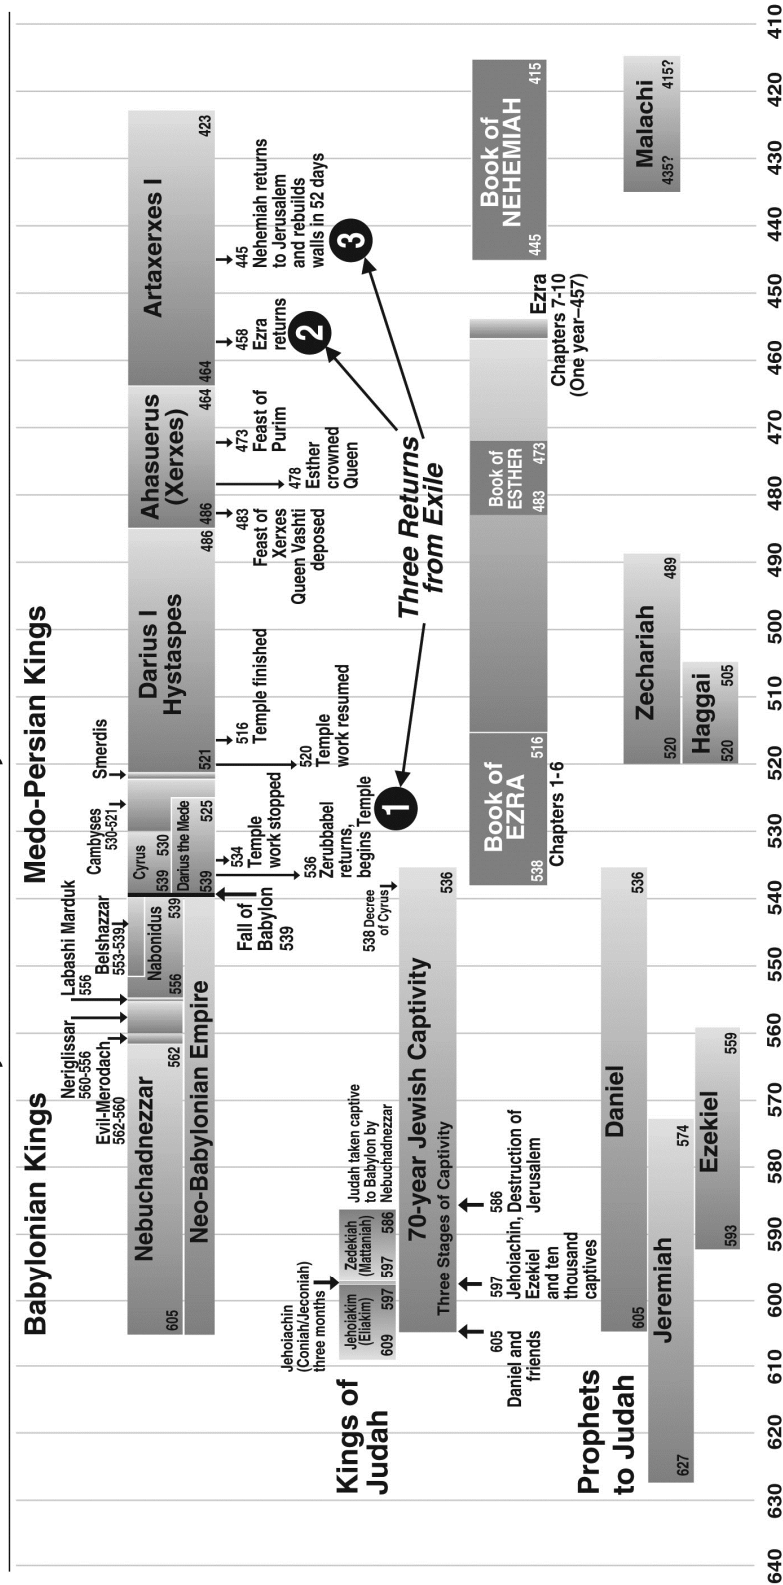 Babylonian Kings
Medo-Persian Kings
Neriglissar
560-556
Labashi Marduk
556
Evil-Merodach
562-560
Belshazzar
553-539
Cambyses
530-521
Smerdis
605
Nebuchadnezzar
562
556
Nabonidus
539
Neo-Babylonian Empire
Cyrus
539
530
Darius the Mede
539
525
521
Darius I
Hystaspes
486
486
Ahasuerus
(Xerxes)
464
464
Artaxerxes I
423
Fall of
Babylon
539
534
Temple
work stopped
536
Zerubbabel
returns,
begins Temple
1
516
Temple finished
520
Temple
work resumed
483
Feast of
Xerxes
Queen Vashti
deposed
478
Esther
crowned
Queen
473
Feast of
Purim
458
Ezra
returns
2
445
Nehemiah returns
to Jerusalem
and rebuilds
walls in 52 days
3
Three Returns
from Exile
Kings of
Judah
Jehoiachin
(Coniah/Jeconiah)
three months
Jehoiakim
(Eliakim)
609
597
Zedekiah
(Mattaniah)
597
586
Judah taken captive
to Babylon by
Nebuchadnezzar
538 Decree
of Cyrus
70-year Jewish Captivity
536
Three Stages of Captivity
605
Daniel and
friends
597
Jehoiachin,
Ezekiel
and ten
thousand
captives
586
Destruction of
Jerusalem
538
Book of
EZRA
516
Chapters 1-6
483
Book of
ESTHER
473
Ezra
Chapters 7-10
(One year–457)
445
Book of
NEHEMIAH
415
Prophets
to Judah
605
Daniel
536
627
Jeremiah
574
593
Ezekiel
559
520
Zechariah
489
520
Haggai
505
Malachi
435?
415?
640 630 620 610 600 590 580 570 560 550 540 530 520 510 500 490 480 470 460 450 440 430 420 410